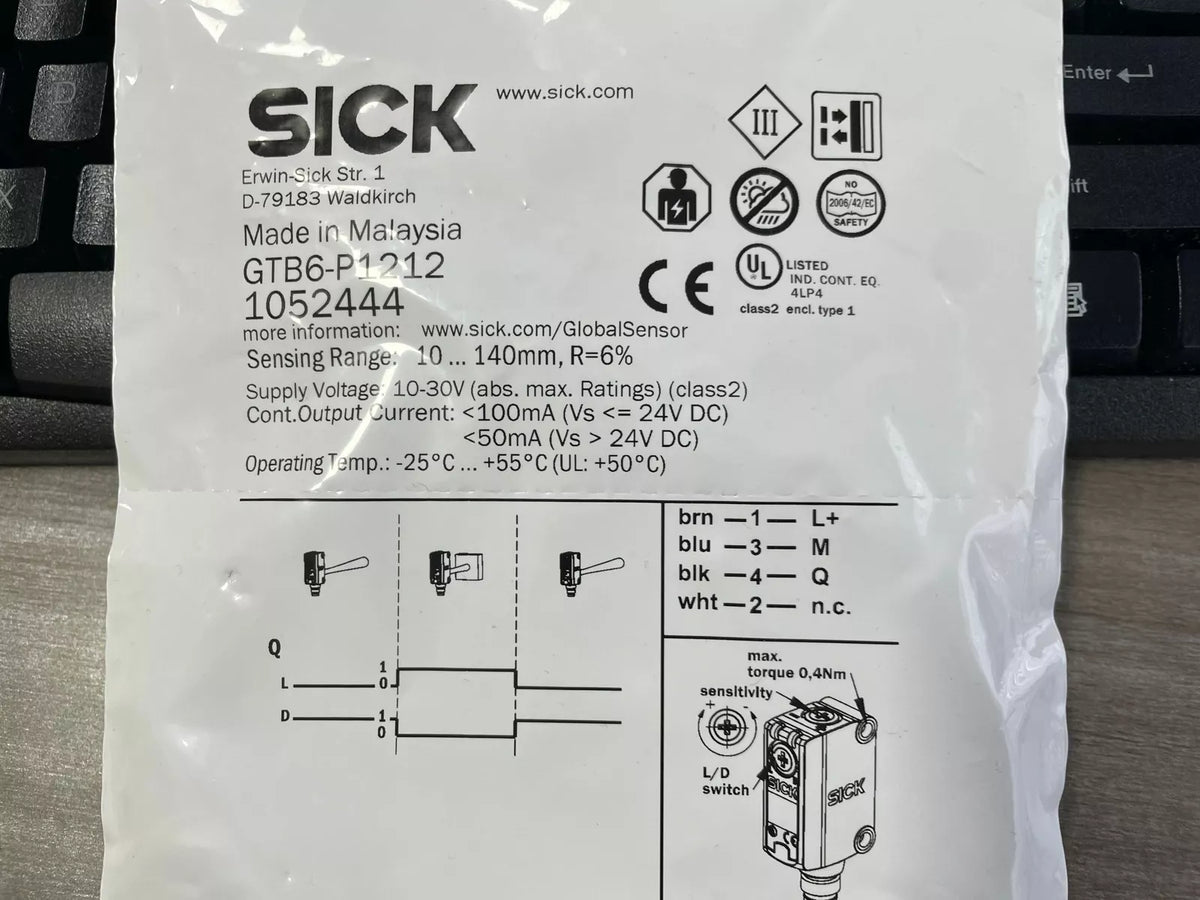 SICK
www.sick.com
Erwin-Sick Str. 1
D-79183 Waldkirch
Made in Malaysia
GTB6-P1212
1052444
more information: www.sick.com/GlobalSensor
Sensing Range: 10 ... 140mm, R=6%
Supply Voltage: 10-30V (abs. max. Ratings) (class2)
Cont.Output Current: <100mA (Vs <= 24V DC)
<50mA (Vs > 24V DC)
Operating Temp.: -25°C ... +55°C (UL: +50°C)
III
NO
2006/42/EC
SAFETY
CE
UL
LISTED
IND. CONT. EQ.
4LP4
class2 encl. type 1
Q
L 1
0
D 1
0
brn —1— L+
blu —3— M
blk —4— Q
wht —2— n.c.
max.
torque 0,4Nm
sensitivity
+ -
L/D
switch
SICK
SICK
CE
Enter
ift
D
X